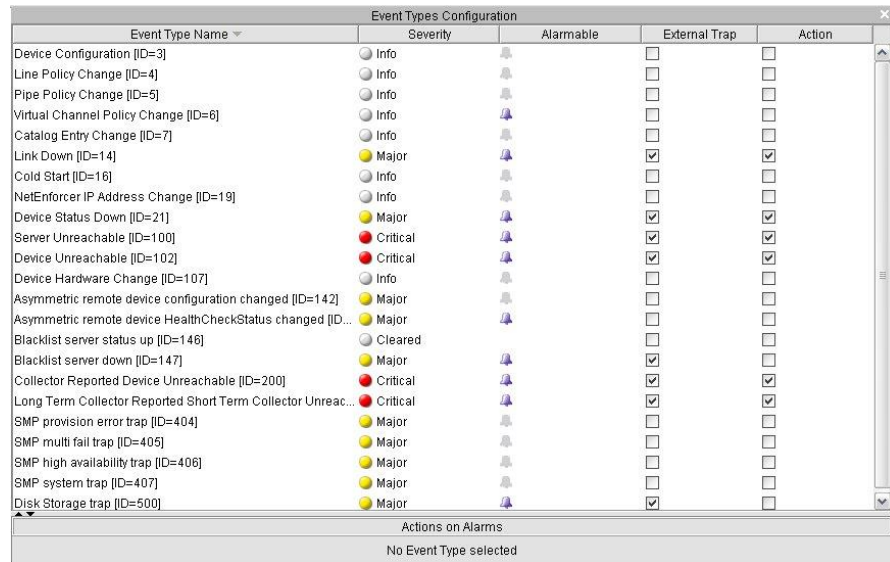 Event Types Configuration
Event Type Name Severity Alarmable External Trap Action
Device Configuration [ID=3] Info
Line Policy Change [ID=4] Info
Pipe Policy Change [ID=5] Info
Virtual Channel Policy Change [ID=6] Info
Catalog Entry Change [ID=7] Info
Link Down [ID=14] Major
Cold Start [ID=16] Info
NetEnforcer IP Address Change [ID=19] Info
Device Status Down [ID=21] Major
Server Unreachable [ID=100] Critical
Device Unreachable [ID=102] Critical
Device Hardware Change [ID=107] Info
Asymmetric remote device configuration changed [ID=142] Major
Asymmetric remote device HealthCheckStatus changed [ID... Major
Blacklist server status up [ID=146] Cleared
Blacklist server down [ID=147] Major
Collector Reported Device Unreachable [ID=200] Critical
Long Term Collector Reported Short Term Collector Unreac... Critical
SMP provision error trap [ID=404] Major
SMP multi fail trap [ID=405] Major
SMP high availability trap [ID=406] Major
SMP system trap [ID=407] Major
Disk Storage trap [ID=500] Major
Actions on Alarms
No Event Type selected